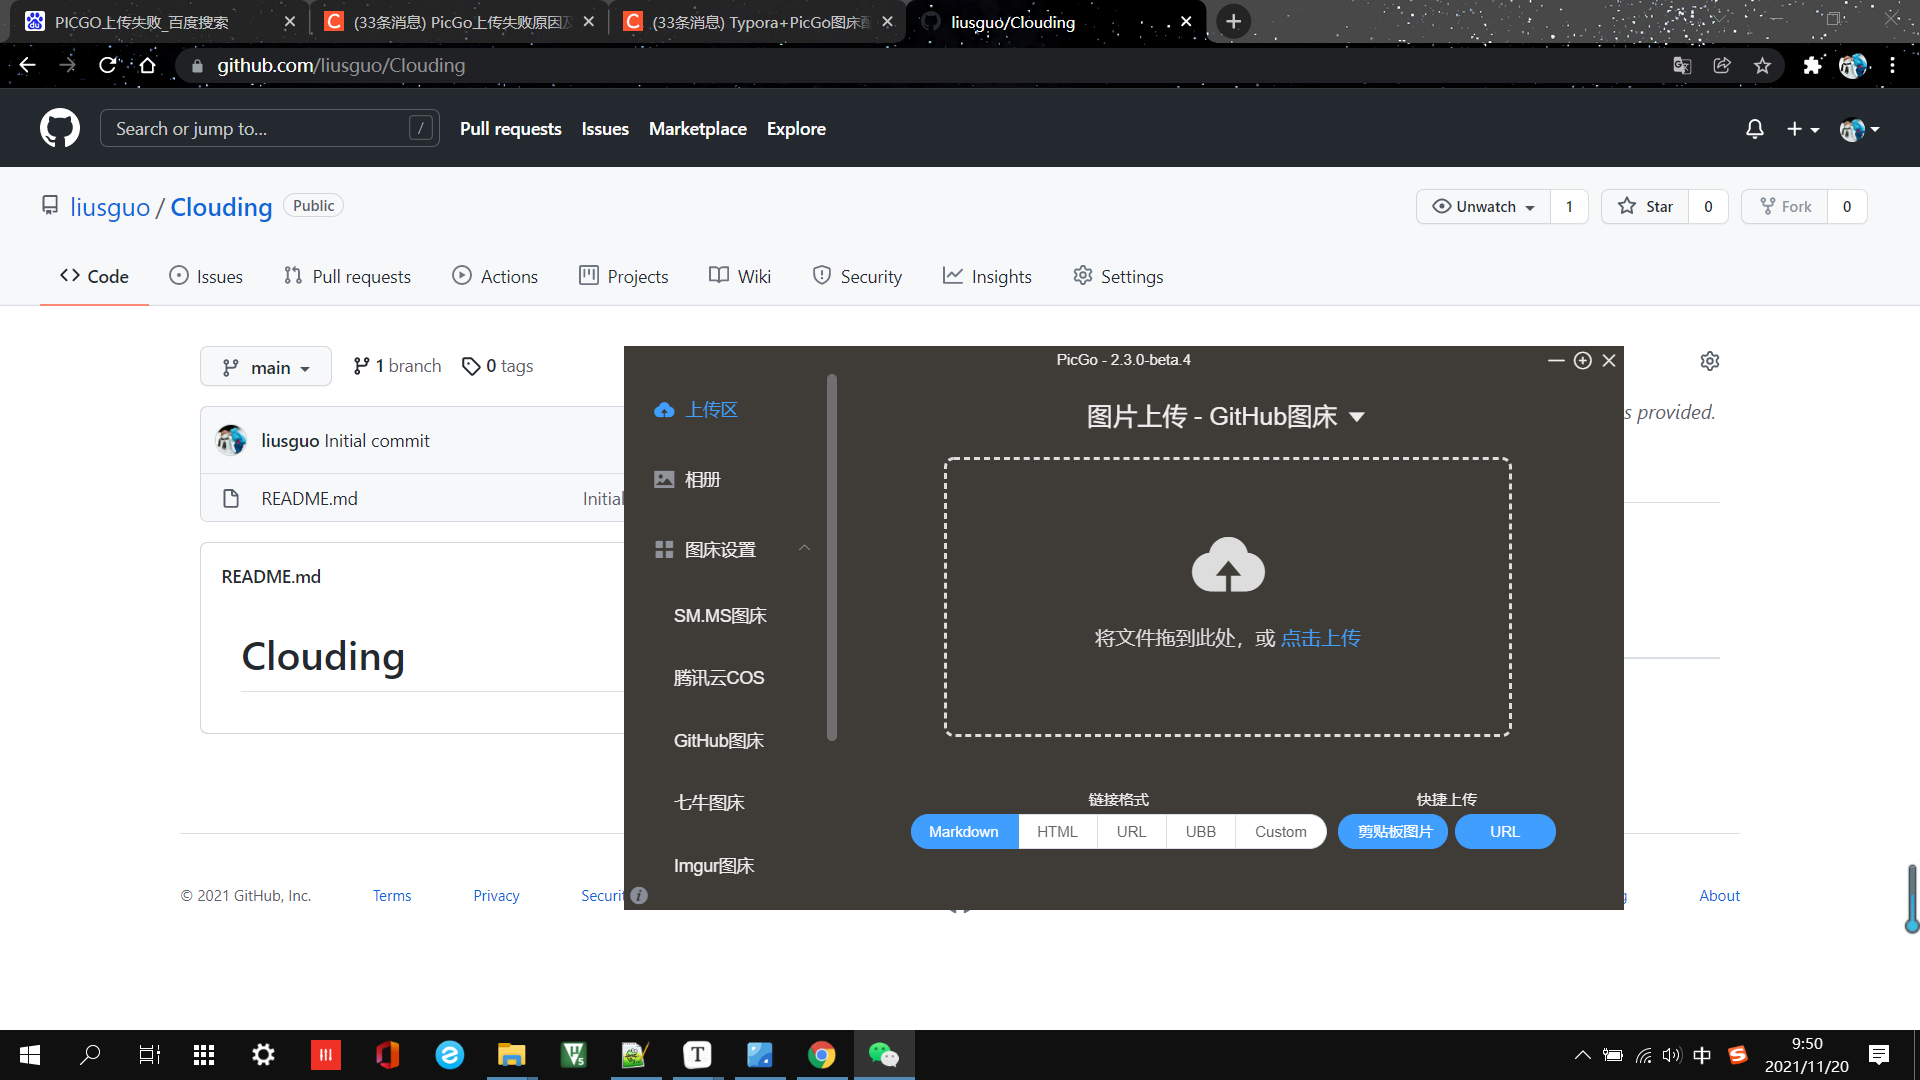 PICGO上传失败_百度搜索
(33条消息) PicGo上传失败原因及
(33条消息) Typora+PicGo图床配
liusguo/Clouding
github.com/liusguo/Clouding
Search or jump to...
/
Pull requests
Issues
Marketplace
Explore
liusguo / Clouding
Public
Unwatch
1
Star
0
Fork
0
Code
Issues
Pull requests
Actions
Projects
Wiki
Security
Insights
Settings
main
1 branch
0 tags
s provided.
liusguo Initial commit
README.md
Initial
README.md
Clouding
PicGo - 2.3.0-beta.4
上传区
相册
图床设置
SM.MS图床
腾讯云COS
GitHub图床
七牛图床
Imgur图床
图片上传 - GitHub图床
将文件拖到此处，或 点击上传
链接格式
快捷上传
Markdown
HTML
URL
UBB
Custom
剪贴板图片
URL
© 2021 GitHub, Inc.
Terms
Privacy
Securit
g
About
T
中
9:50
2021/11/20